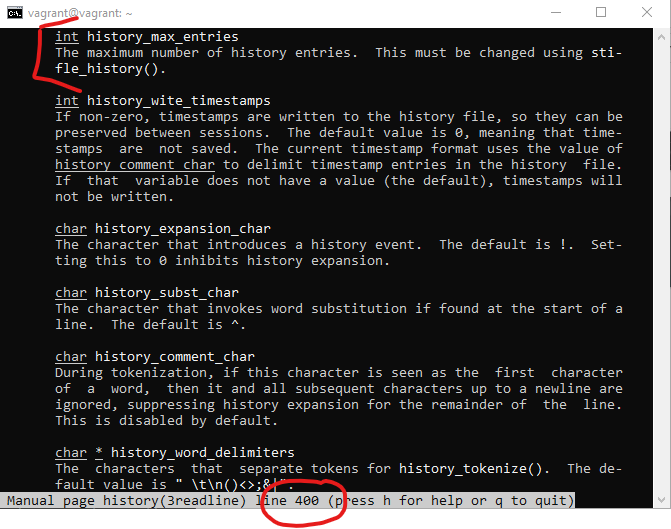 vagrant@vagrant: ~
int history_max_entries
The maximum number of history entries.  This must be changed using sti-
fle_history().
int history_wite_timestamps
If non-zero, timestamps are written to the history file, so they can be
preserved between sessions.  The default value is 0, meaning that time-
stamps  are  not saved.  The current timestamp format uses the value of
history_comment_char to delimit timestamp entries in the history  file.
If  that  variable does not have a value (the default), timestamps will
not be written.
char history_expansion_char
The character that introduces a history event.  The default is !.  Set-
ting this to 0 inhibits history expansion.
char history_subst_char
The character that invokes word substitution if found at the start of a
line.  The default is ^.
char history_comment_char
During tokenization, if this character is seen as the  first  character
of  a  word,  then it and all subsequent characters up to a newline are
ignored, suppressing history expansion for the remainder of  the  line.
This is disabled by default.
char * history_word_delimiters
The  characters  that  separate tokens for history_tokenize().  The de-
fault value is " \t\n()<>;&|".
Manual page history(3readline) line 400 (press h for help or q to quit)